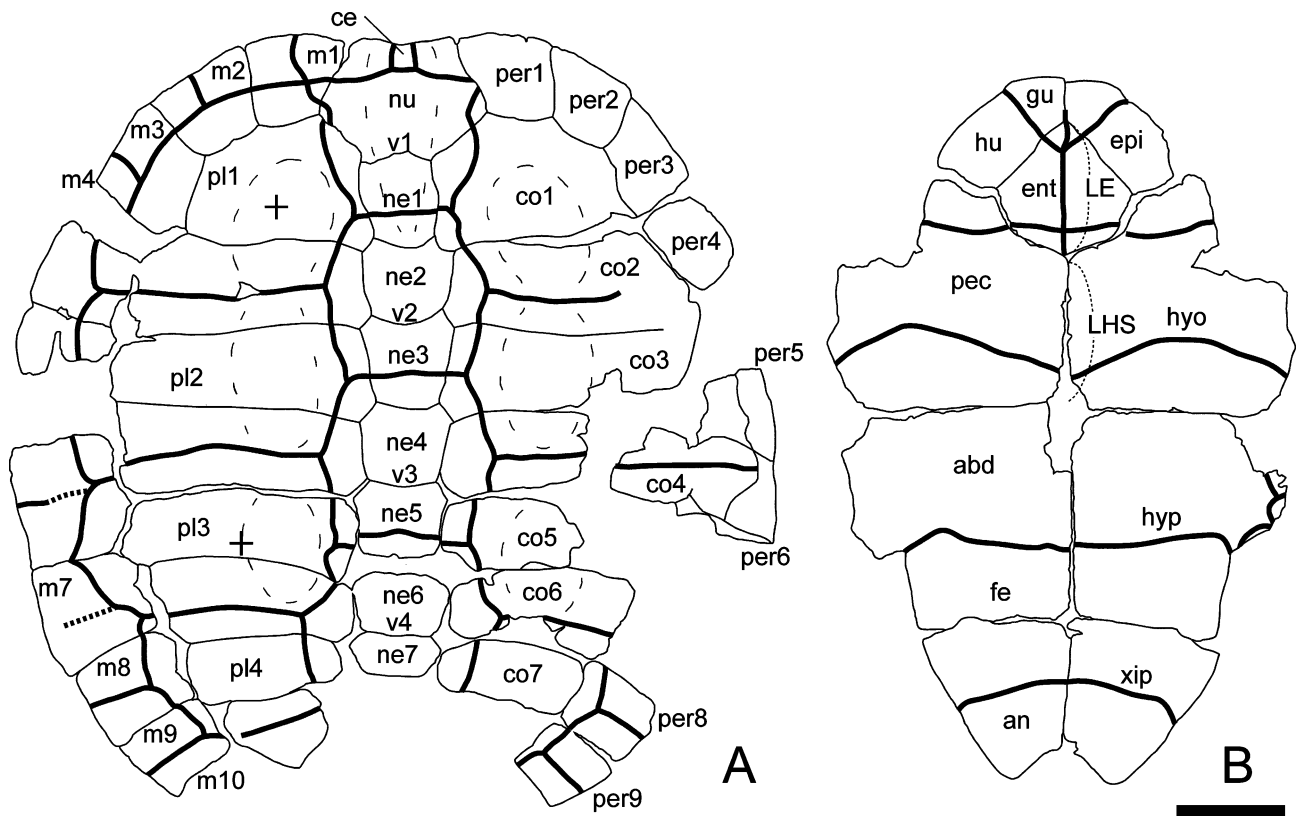 ce
m1
m2
per1
nu
per2
m3
v1
per3
m4
pl1
ne1
co1
per4
ne2
co2
v2
ne3
co3
pl2
per5
ne4
v3
co4
ne5
pl3
co5
per6
m7
ne6
co6
v4
ne7
m8
pl4
co7
per8
m9
m10
per9
A
gu
hu
epi
ent
LE
pec
LHS
hyo
abd
hyp
fe
xip
an
B